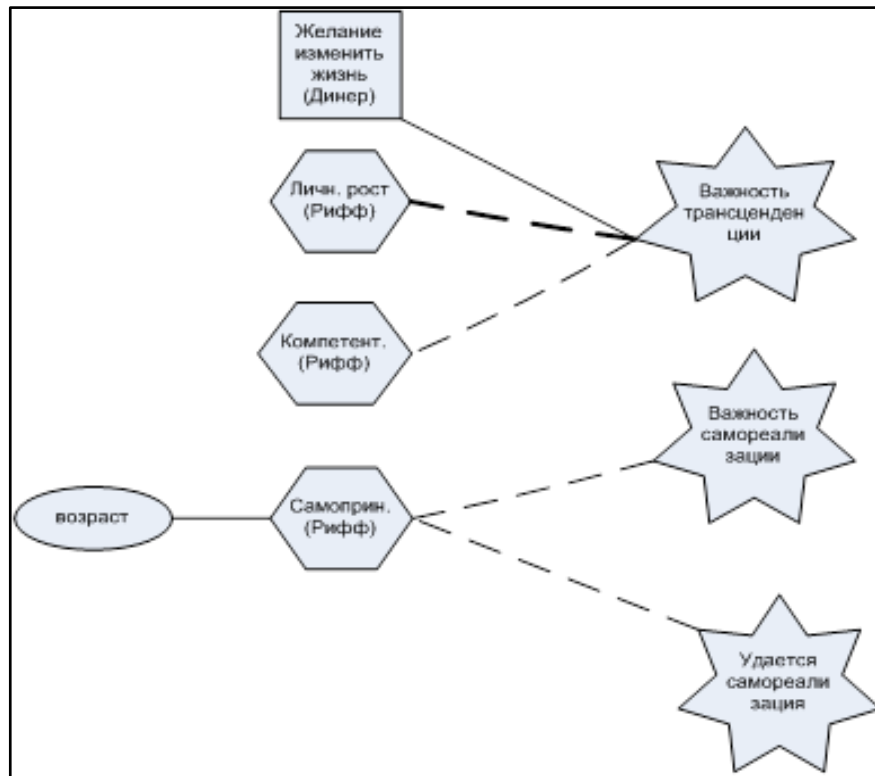 Желание
изменить
жизнь
(Динер)
Личн. рост
(Рифф)
Важность
трансценден
ции
Компетент.
(Рифф)
Важность
самореали
зации
возраст
Самоприн.
(Рифф)
Удается
самореали
зация